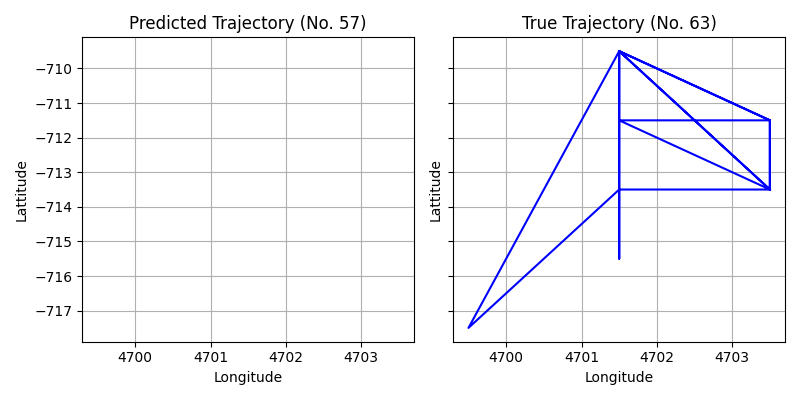 Predicted Trajectory (No. 57)
True Trajectory (No. 63)
Lattitude
−710
−711
−712
−713
−714
−715
−716
−717
4700
4701
4702
4703
Longitude
Lattitude
4700
4701
4702
4703
Longitude